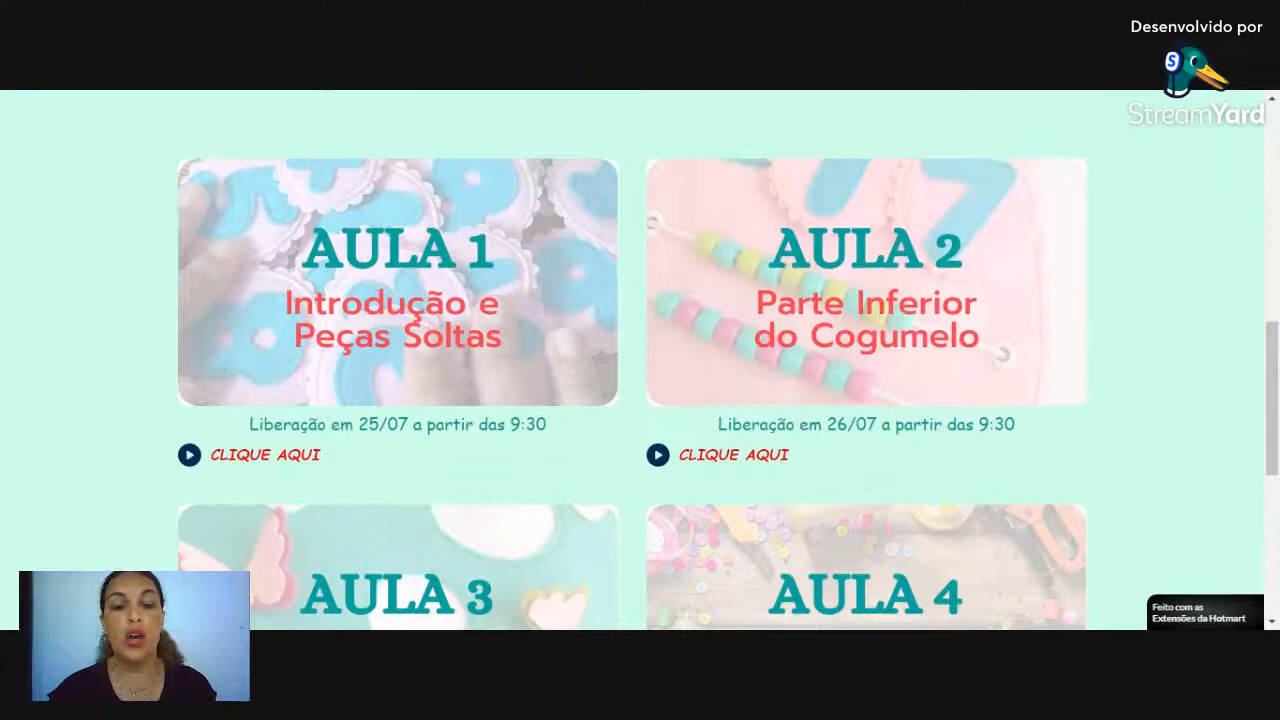 Desenvolvido por
StreamYard
AULA 1
Introdução e
Peças Soltas
Liberação em 25/07 a partir das 9:30
CLIQUE AQUI
AULA 2
Parte Inferior
do Cogumelo
Liberação em 26/07 a partir das 9:30
CLIQUE AQUI
AULA 3
AULA 4
Feito com as
Extensões da Hotmart